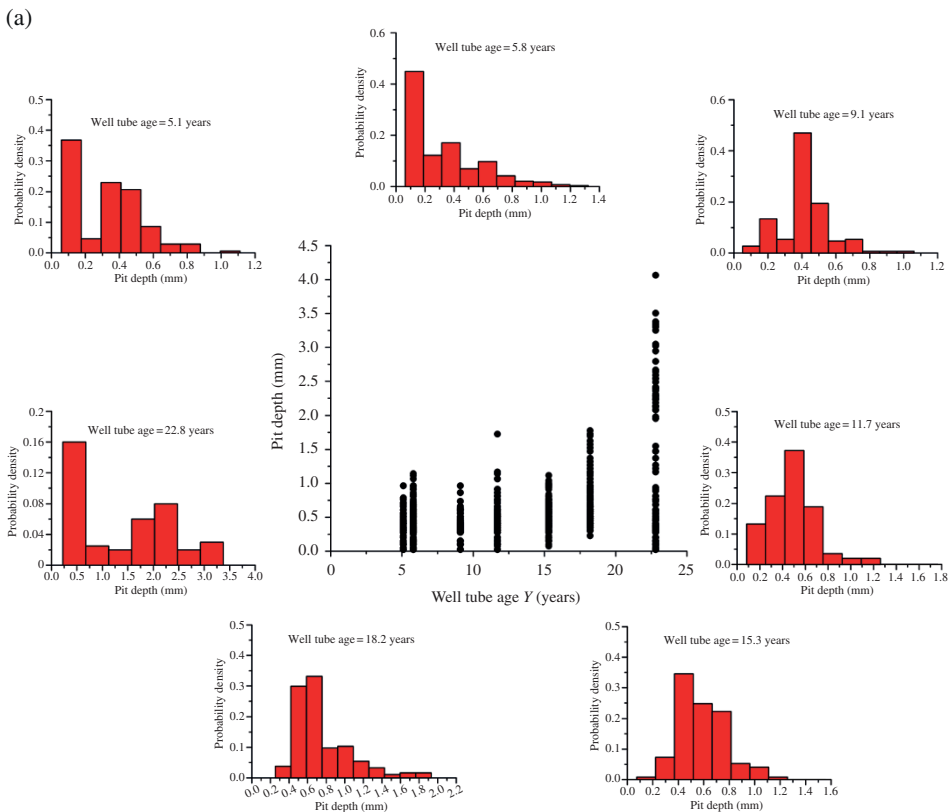 (a)
Well tube age = 5.8 years
Probability density
0.6
0.4
0.2
0.0
0.0 0.2 0.4 0.6 0.8 1.0 1.2 1.4
Pit depth (mm)
Well tube age = 5.1 years
Probability density
0.5
0.4
0.3
0.2
0.1
0.0
0.0 0.2 0.4 0.6 0.8 1.0 1.2
Pit depth (mm)
Well tube age = 9.1 years
Probability density
0.6
0.4
0.2
0.0
0.0 0.2 0.4 0.6 0.8 1.0 1.2
Pit depth (mm)
Pit depth (mm)
4.5
4.0
3.5
3.0
2.5
2.0
1.5
1.0
0.5
0.0
0 5 10 15 20 25
Well tube age Y (years)
Well tube age = 22.8 years
Probability density
0.2
0.16
0.12
0.08
0.04
0
0.0 0.5 1.0 1.5 2.0 2.5 3.0 3.5 4.0
Pit depth (mm)
Well tube age = 11.7 years
Probability density
0.5
0.4
0.3
0.2
0.1
0.0
0.0 0.2 0.4 0.6 0.8 1.0 1.2 1.4 1.6 1.8
Pit depth (mm)
Well tube age = 18.2 years
Probability density
0.5
0.4
0.3
0.2
0.1
0.0
0.0 0.2 0.4 0.6 0.8 1.0 1.2 1.4 1.6 1.8 2.0 2.2
Pit depth (mm)
Well tube age = 15.3 years
Probability density
0.5
0.4
0.3
0.2
0.1
0.0
0.0 0.2 0.4 0.6 0.8 1.0 1.2 1.4 1.6
Pit depth (mm)